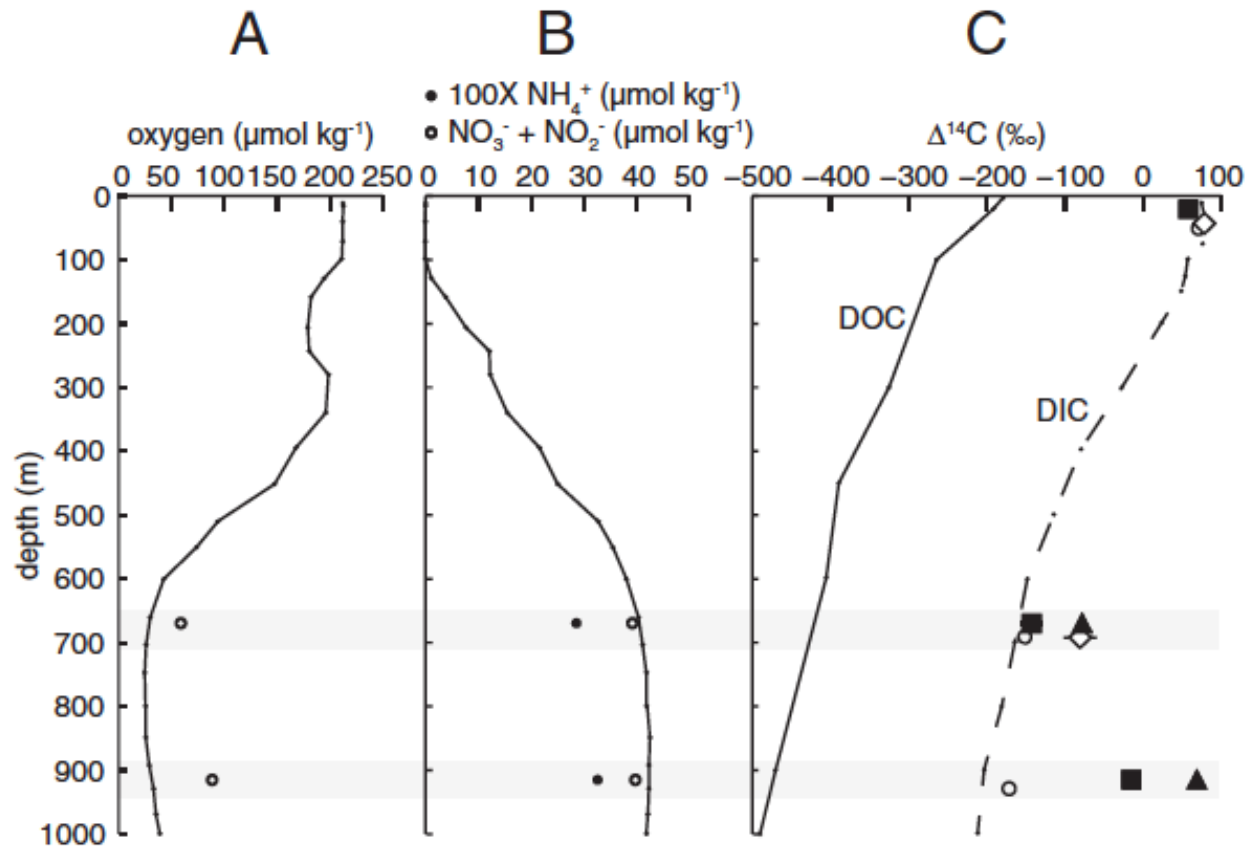 A B C
● 100X NH₄⁺ (μmol kg⁻¹)
oxygen (μmol kg⁻¹) ○ NO₃⁻ + NO₂⁻ (μmol kg⁻¹) Δ¹⁴C (‰)
0 50 100 150 200 250 0 10 20 30 40 50 –500 –400 –300 –200 –100 0 100
0
100
200
300
400
500
600
700
800
900
1000
depth (m)
DOC
DIC